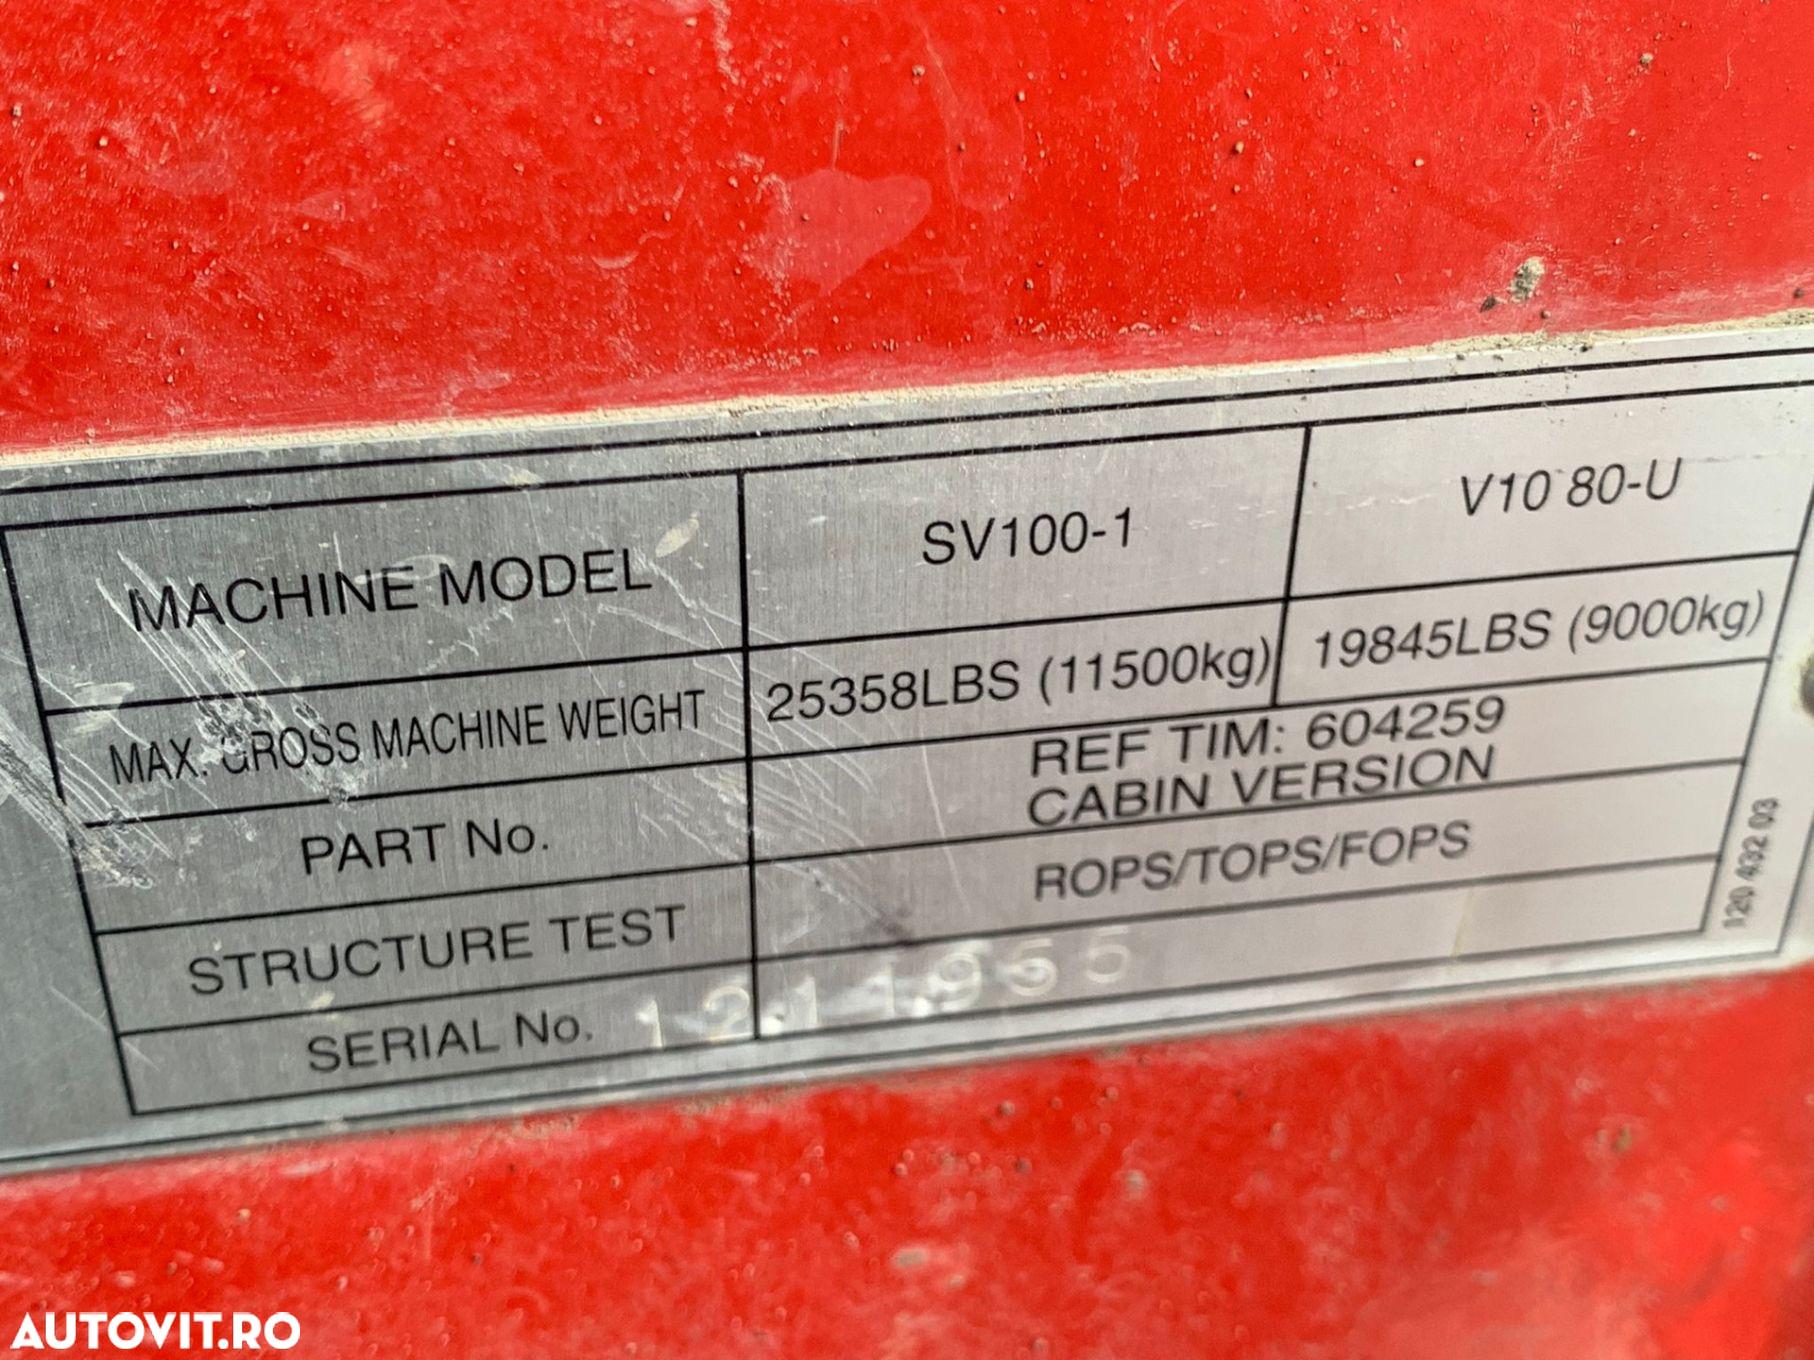 MACHINE MODEL SV100-1 V10 80-U
MAX. GROSS MACHINE WEIGHT 25358LBS (11500kg) 19845LBS (9000kg)
PART No. REF TIM: 604259
CABIN VERSION
STRUCTURE TEST ROPS/TOPS/FOPS
SERIAL No.
120 432 03
AUTOVIT.RO